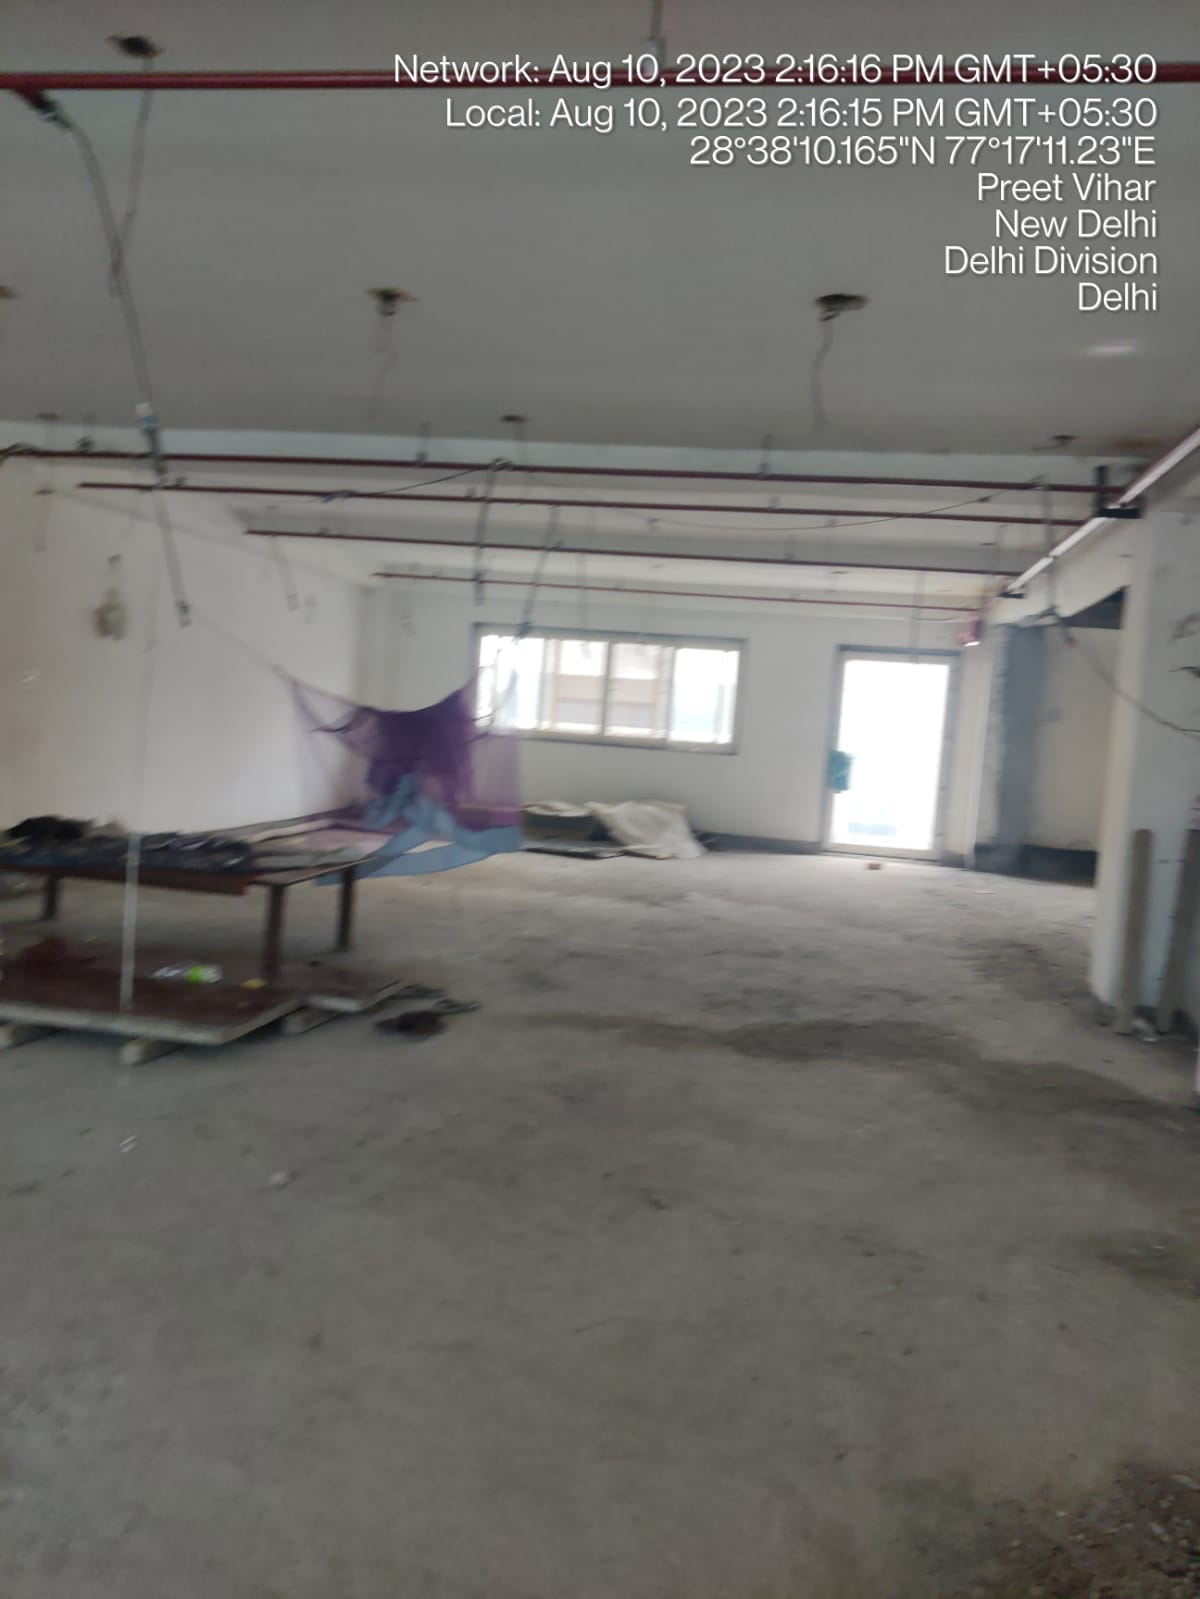 Network: Aug 10, 2023 2:16:16 PM GMT+05:30
Local: Aug 10, 2023 2:16:15 PM GMT+05:30
28°38'10.165"N 77°17'11.23"E
Preet Vihar
New Delhi
Delhi Division
Delhi